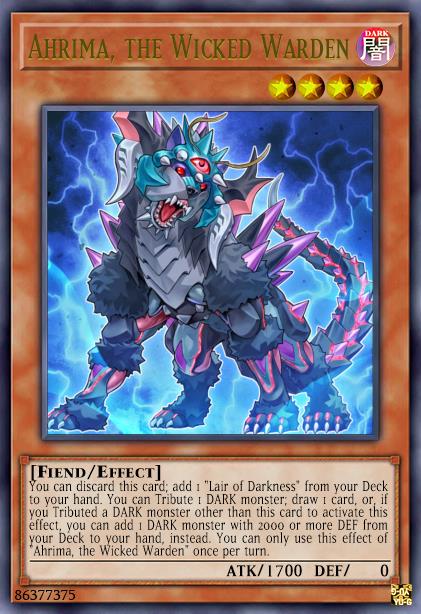 AHRIMA, THE WICKED WARDEN
DARK
闇
[FIEND/EFFECT]
You can discard this card; add 1 "Lair of Darkness" from your Deck
to your hand. You can Tribute 1 DARK monster; draw 1 card, or, if
you Tributed a DARK monster other than this card to activate this
effect, you can add 1 DARK monster with 2000 or more DEF from
your Deck to your hand, instead. You can only use this effect of
"Ahrima, the Wicked Warden" once per turn.
ATK/1700 DEF/ 0
86377375